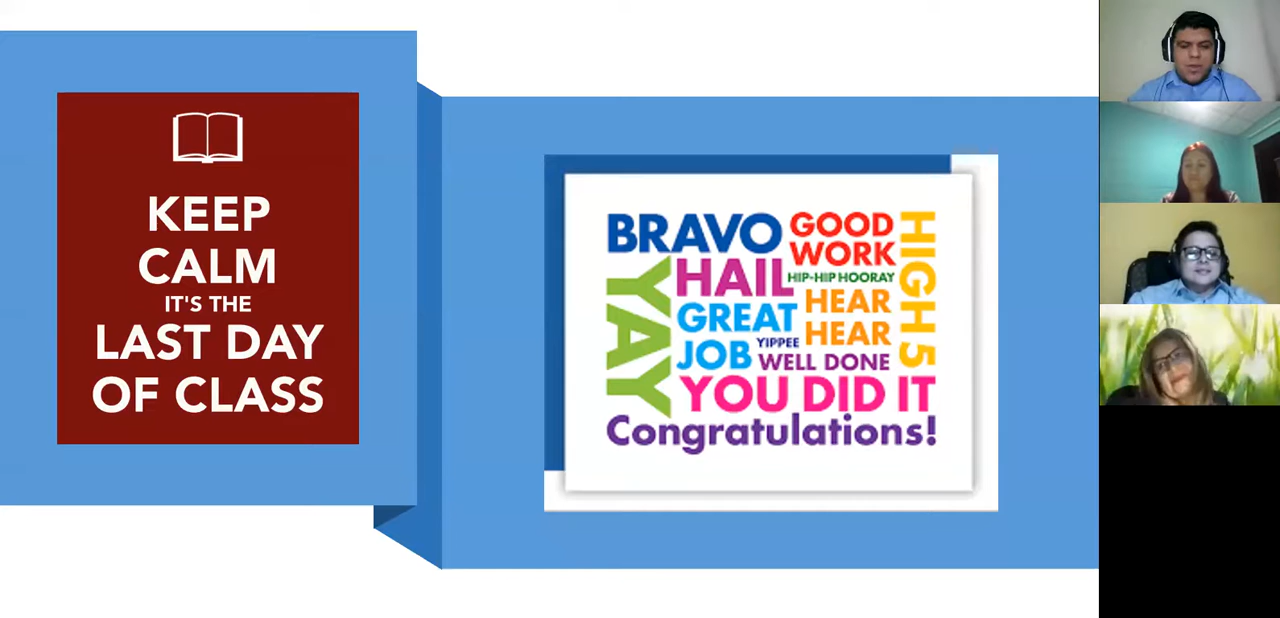 KEEP
CALM
IT'S THE
LAST DAY
OF CLASS
BRAVO
GOOD
WORK
HIGH 5
YAY
HAIL
HIP-HIP HOORAY
GREAT
JOB
HEAR
HEAR
YIPPEE
WELL DONE
YOU DID IT
Congratulations!